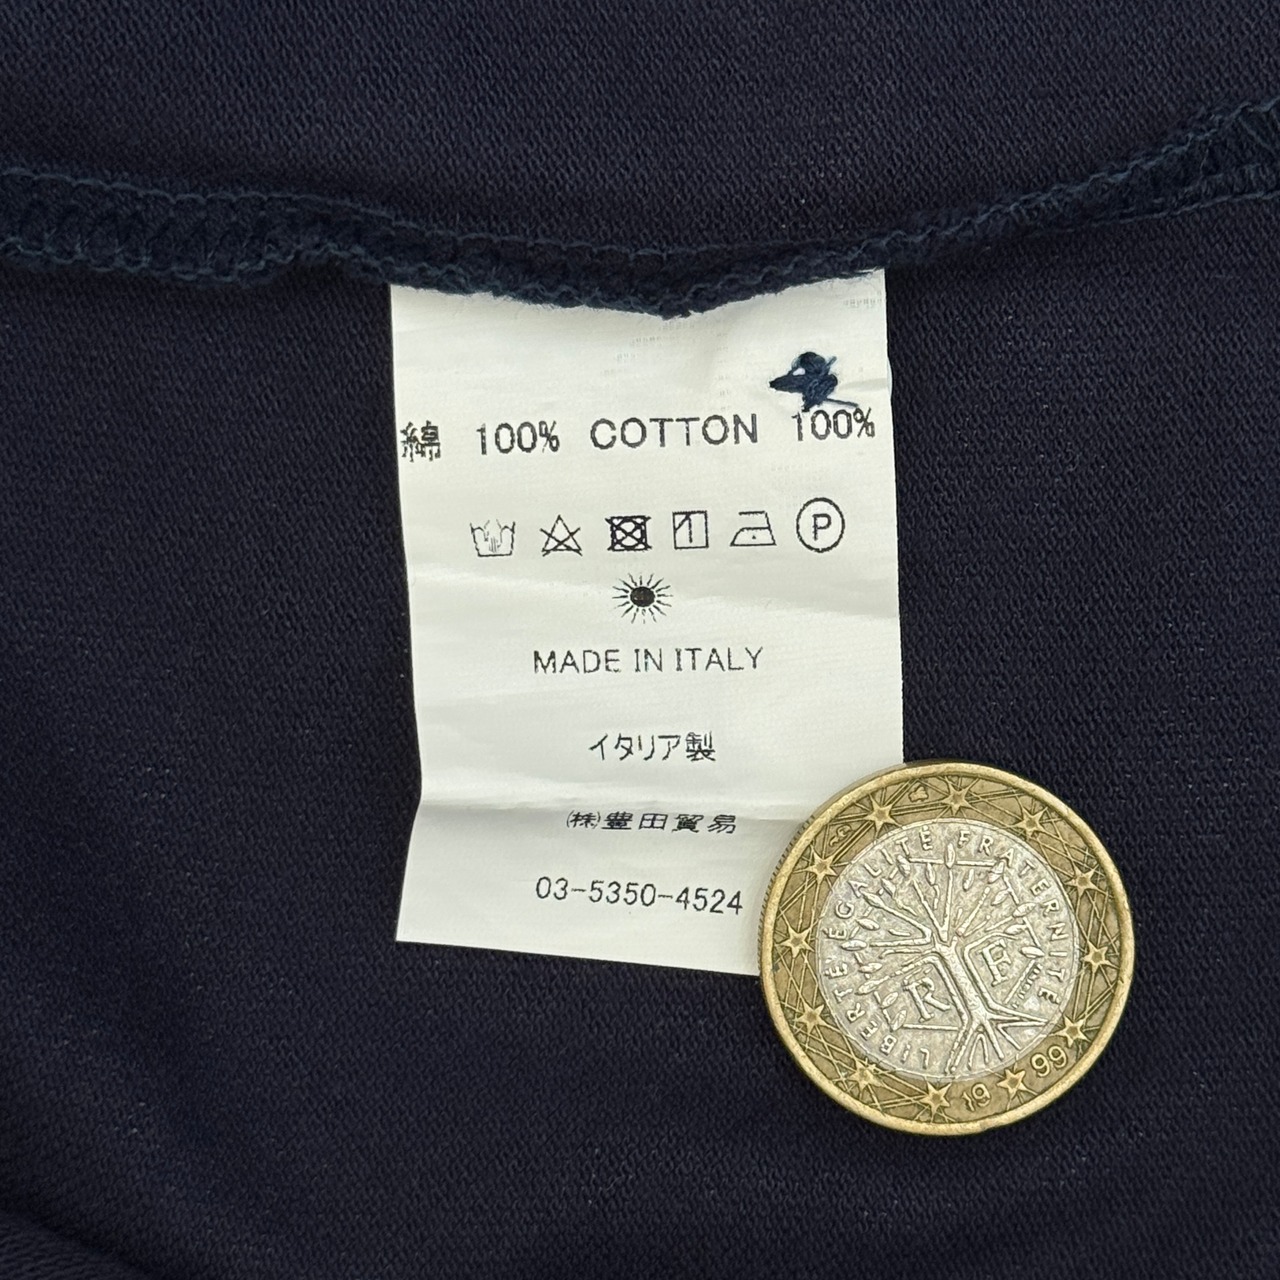 綿 100% COTTON 100%
P
MADE IN ITALY
イタリア製
㈱豊田貿易
03-5350-4524
LIBERTÉ ÉGALITÉ FRATERNITÉ
RF
1999